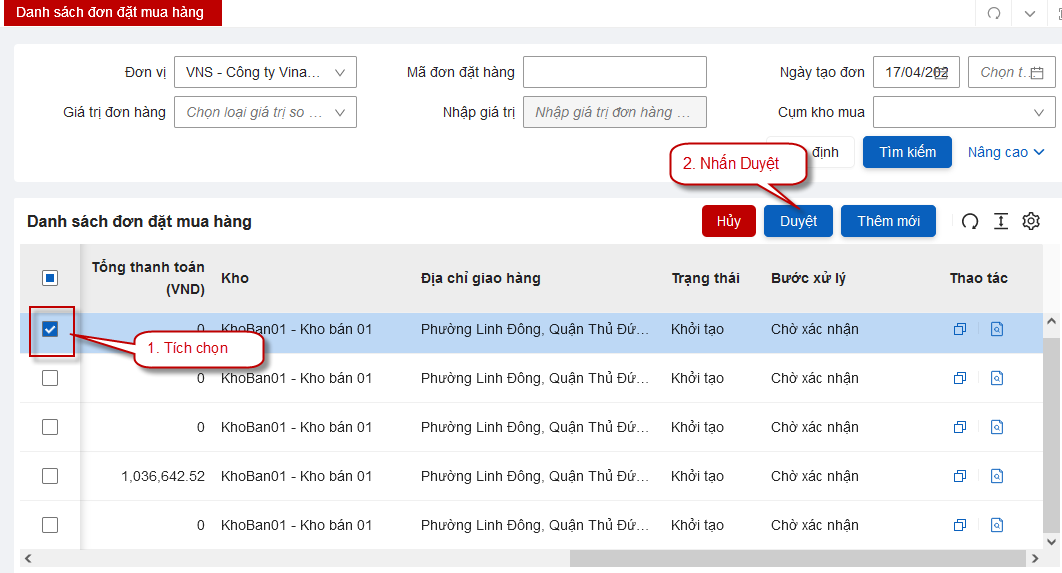 Danh sách đơn đặt mua hàng
Đơn vị VNS - Công ty Vina... Mã đơn đặt hàng Ngày tạo đơn 17/04/202 Chọn t...
Giá trị đơn hàng Chọn loại giá trị so ... Nhập giá trị Nhập giá trị đơn hàng ... Cụm kho mua
2. Nhấn Duyệt định Tìm kiếm Nâng cao
Danh sách đơn đặt mua hàng Hủy Duyệt Thêm mới
Tổng thanh toán (VND) Kho Địa chỉ giao hàng Trạng thái Bước xử lý Thao tác
0 KhoBan01 - Kho bán 01 Phường Linh Đông, Quận Thủ Đứ... Khởi tạo Chờ xác nhận
1. Tích chọn
0 KhoBan01 - Kho bán 01 Phường Linh Đông, Quận Thủ Đứ... Khởi tạo Chờ xác nhận
0 KhoBan01 - Kho bán 01 Phường Linh Đông, Quận Thủ Đứ... Khởi tạo Chờ xác nhận
1,036,642.52 KhoBan01 - Kho bán 01 Phường Linh Đông, Quận Thủ Đứ... Khởi tạo Chờ xác nhận
0 KhoBan01 - Kho bán 01 Phường Linh Đông, Quận Thủ Đứ... Khởi tạo Chờ xác nhận